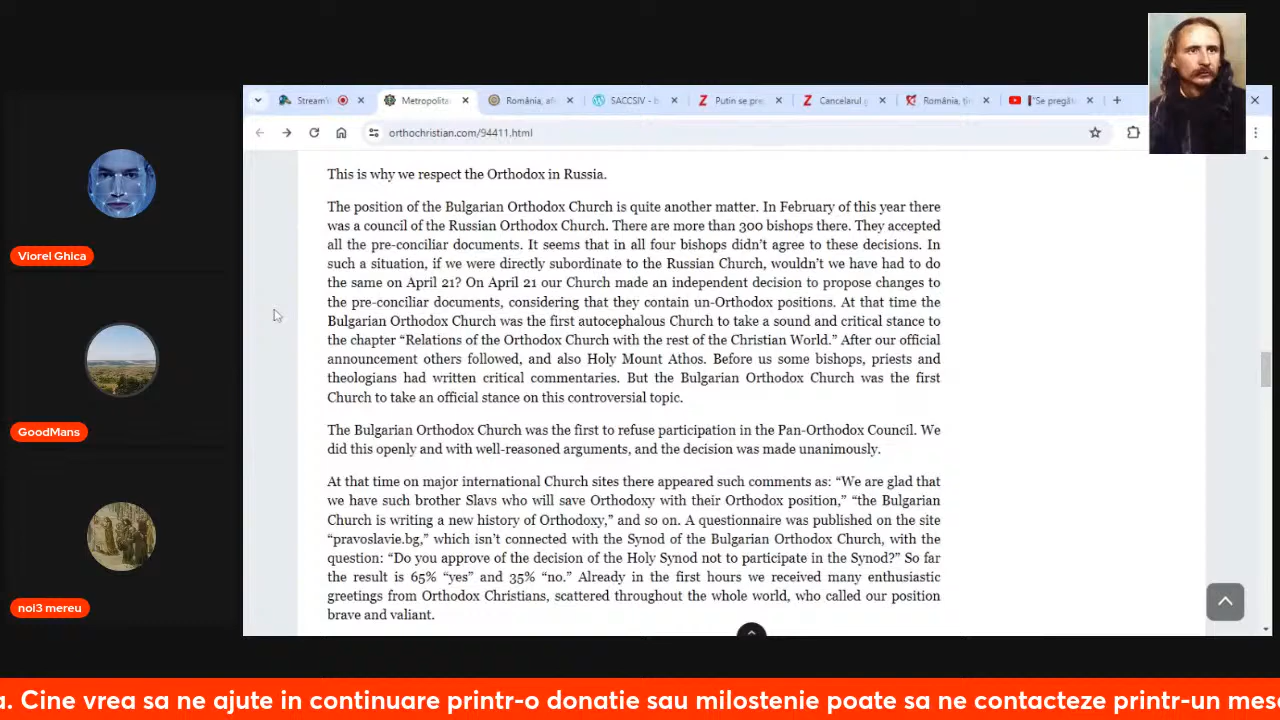 Stream\
Metropolita
România, afl
SACCSIV - b
Putin se pre
Cancelarul g
România, țin
"Se pregăt
orthochristian.com/94411.html
This is why we respect the Orthodox in Russia.
The position of the Bulgarian Orthodox Church is quite another matter. In February of this year there
was a council of the Russian Orthodox Church. There are more than 300 bishops there. They accepted
all the pre-conciliar documents. It seems that in all four bishops didn't agree to these decisions. In
such a situation, if we were directly subordinate to the Russian Church, wouldn't we have had to do
the same on April 21? On April 21 our Church made an independent decision to propose changes to
the pre-conciliar documents, considering that they contain un-Orthodox positions. At that time the
Bulgarian Orthodox Church was the first autocephalous Church to take a sound and critical stance to
the chapter “Relations of the Orthodox Church with the rest of the Christian World.” After our official
announcement others followed, and also Holy Mount Athos. Before us some bishops, priests and
theologians had written critical commentaries. But the Bulgarian Orthodox Church was the first
Church to take an official stance on this controversial topic.
The Bulgarian Orthodox Church was the first to refuse participation in the Pan-Orthodox Council. We
did this openly and with well-reasoned arguments, and the decision was made unanimously.
At that time on major international Church sites there appeared such comments as: “We are glad that
we have such brother Slavs who will save Orthodoxy with their Orthodox position,” “the Bulgarian
Church is writing a new history of Orthodoxy,” and so on. A questionnaire was published on the site
“pravoslavie.bg,” which isn't connected with the Synod of the Bulgarian Orthodox Church, with the
question: “Do you approve of the decision of the Holy Synod not to participate in the Synod?” So far
the result is 65% “yes” and 35% “no.” Already in the first hours we received many enthusiastic
greetings from Orthodox Christians, scattered throughout the whole world, who called our position
brave and valiant.
Viorel Ghica
GoodMans
noi3 mereu
a. Cine vrea sa ne ajute in continuare printr-o donatie sau milostenie poate sa ne contacteze printr-un mesa